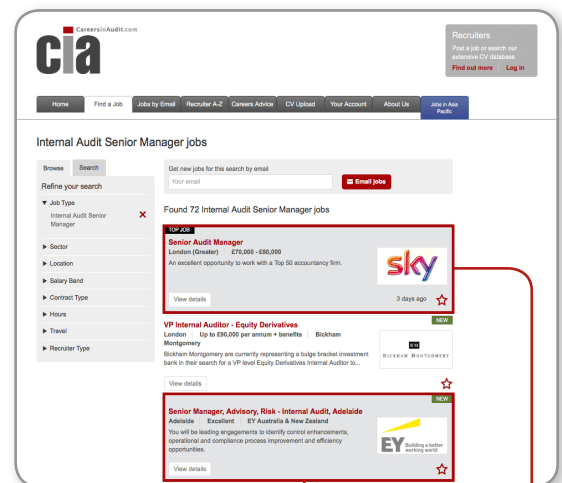 CareersinAudit.com
cia
Recruiters
Post a job or search our
extensive CV database
Find out more Log in
Home Find a Job Jobs by Email Recruiter A-Z Careers Advice CV Upload Your Account About Us Jobs in Asia Pacific
Internal Audit Senior Manager jobs
Browse Search
Refine your search
▼ Job Type
Internal Audit Senior
Manager
► Sector
► Location
► Salary Band
► Contract Type
► Hours
► Travel
► Recruiter Type
Get new jobs for this search by email
Your email
Email jobs
Found 72 Internal Audit Senior Manager jobs
TOP JOB
Senior Audit Manager
London (Greater) £70,000 - £80,000
An excellent opportunity to work with a Top 50 accountancy firm.
sky
View details
3 days ago
NEW
VP Internal Auditor - Equity Derivatives
London Up to £90,000 per annum + benefits Bickham
Montgomery
Bickham Montgomery are currently representing a bulge bracket investment
bank in their search for a VP level Equity Derivatives Internal Auditor to...
BICKHAM MONTGOMERY
View details
NEW
Senior Manager, Advisory, Risk - Internal Audit, Adelaide
Adelaide Excellent EY Australia & New Zealand
You will be leading engagements to identify control enhancements,
operational and compliance process improvement and efficiency
opportunities.
EY Building a better
working world
View details